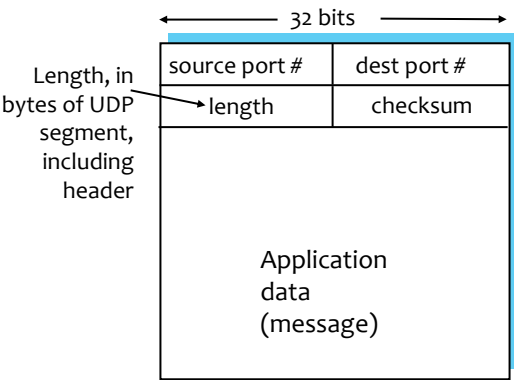 32 bits
source port #
dest port #
Length, in
bytes of UDP
segment,
including
header
length
checksum
Application
data
(message)